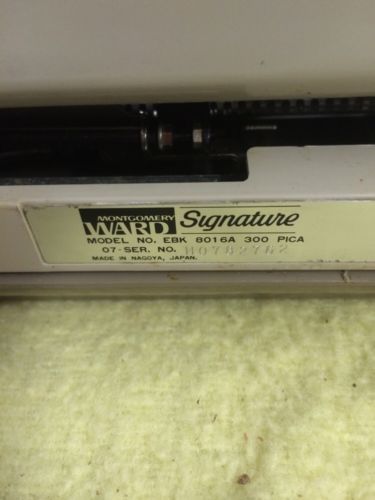 MONTGOMERY
WARD Signature
MODEL NO. EBK 8016A 300 PICA
07-SER. NO.
MADE IN NAGOYA, JAPAN.